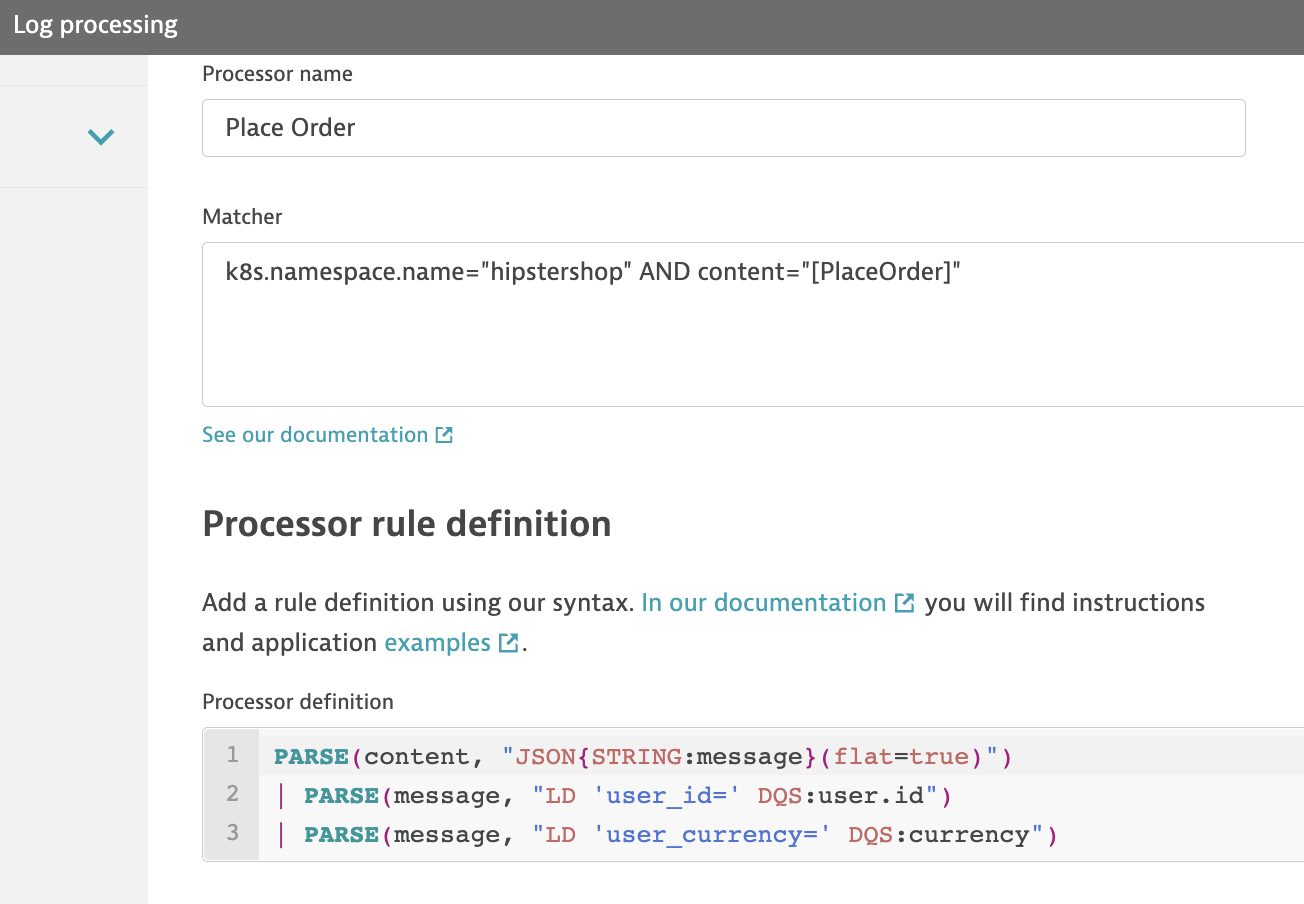 Log processing
Processor name
Place Order
Matcher
k8s.namespace.name="hipstershop" AND content="[PlaceOrder]"
See our documentation
Processor rule definition
Add a rule definition using our syntax. In our documentation you will find instructions
and application examples .
Processor definition
1 PARSE(content, "JSON{STRING:message}(flat=true)")
2 | PARSE(message, "LD 'user_id=' DQS:user.id")
3 | PARSE(message, "LD 'user_currency=' DQS:currency")